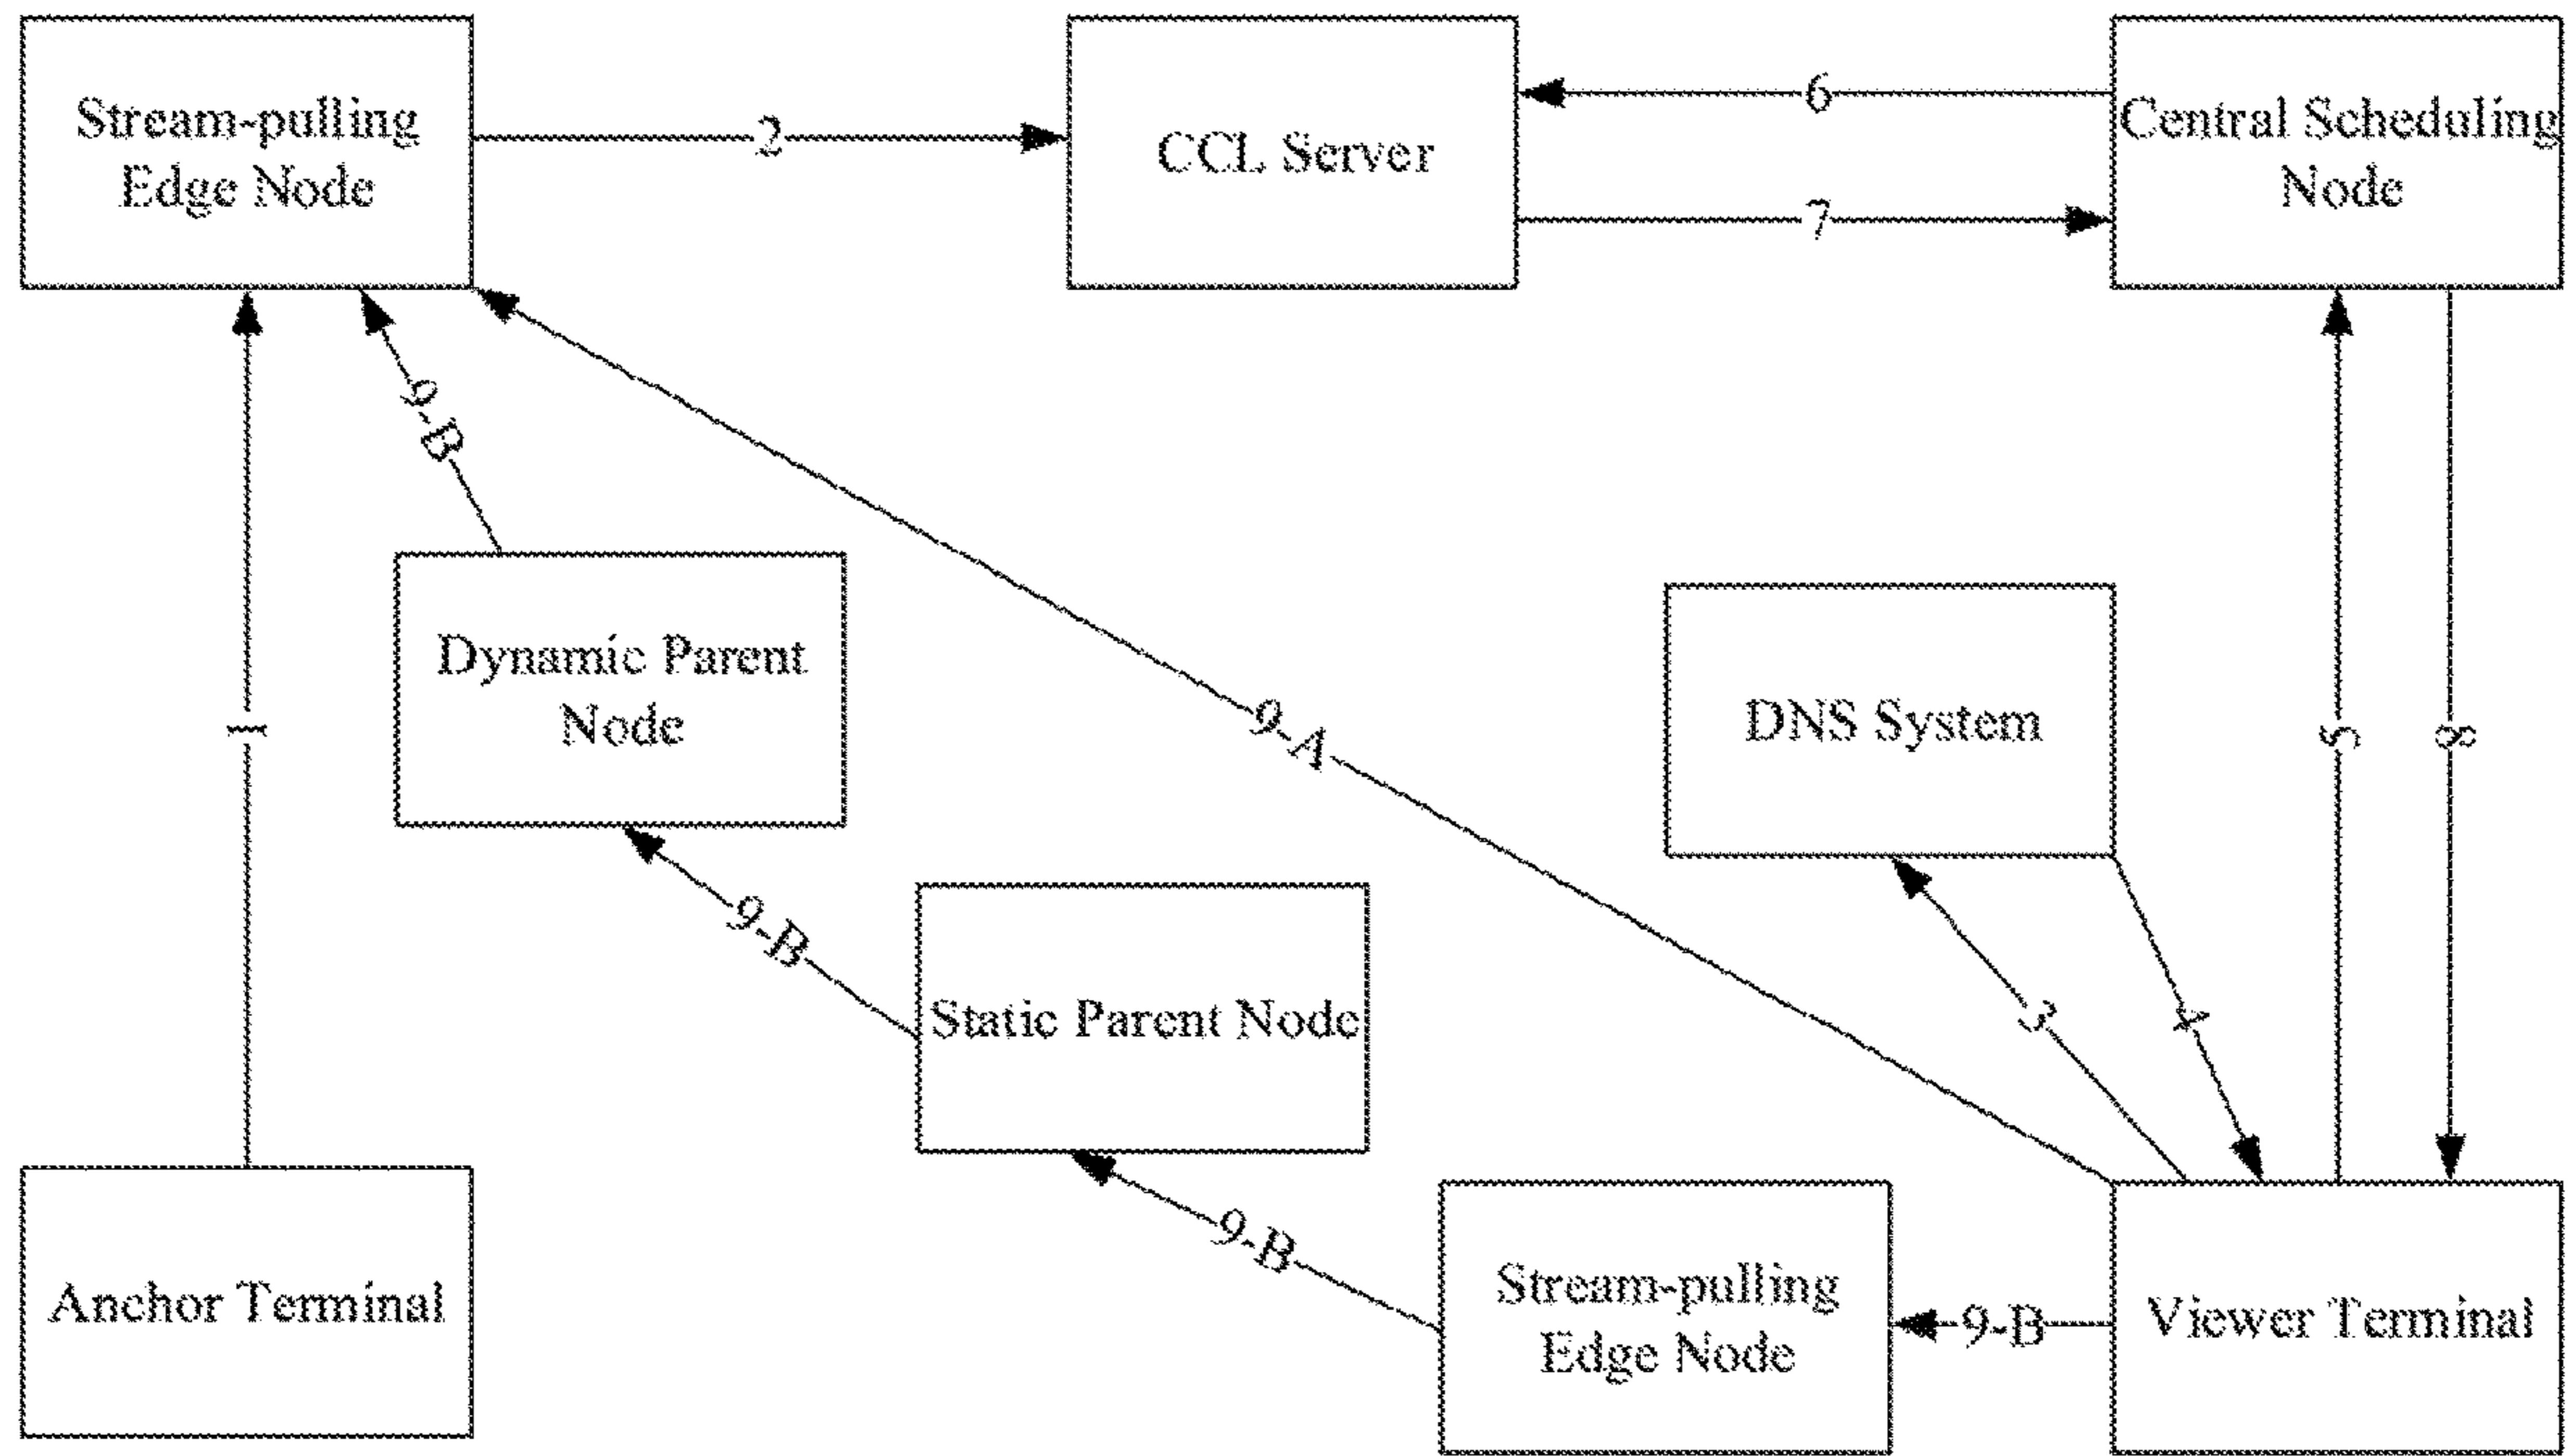 Stream-pulling
Edge Node
2
CCL Server
6
7
Central Scheduling
Node
9-B
1
Dynamic Parent
Node
9-A
DNS System
5
8
9-B
Static Parent Node
3
4
9-B
Anchor Terminal
Stream-pulling
Edge Node
9-B
Viewer Terminal